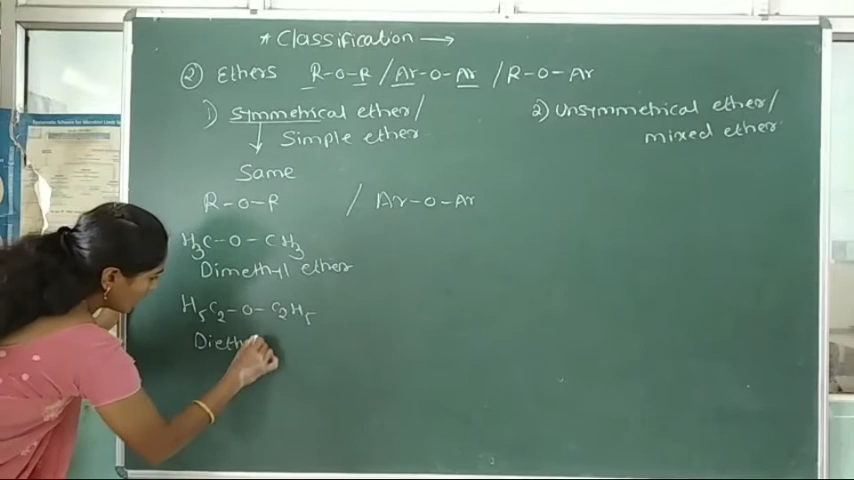 * Classification →
② Ethers R-O-R / Ar-O-Ar / R-O-Ar
1) symmetrical ether/
Simple ether
2) Unsymmetrical ether/
mixed ether
Same
R-O-R / Ar-O-Ar
H₃C-O-CH₃
Dimethyl ether
H₅C₂-O-C₂H₅
Dieth